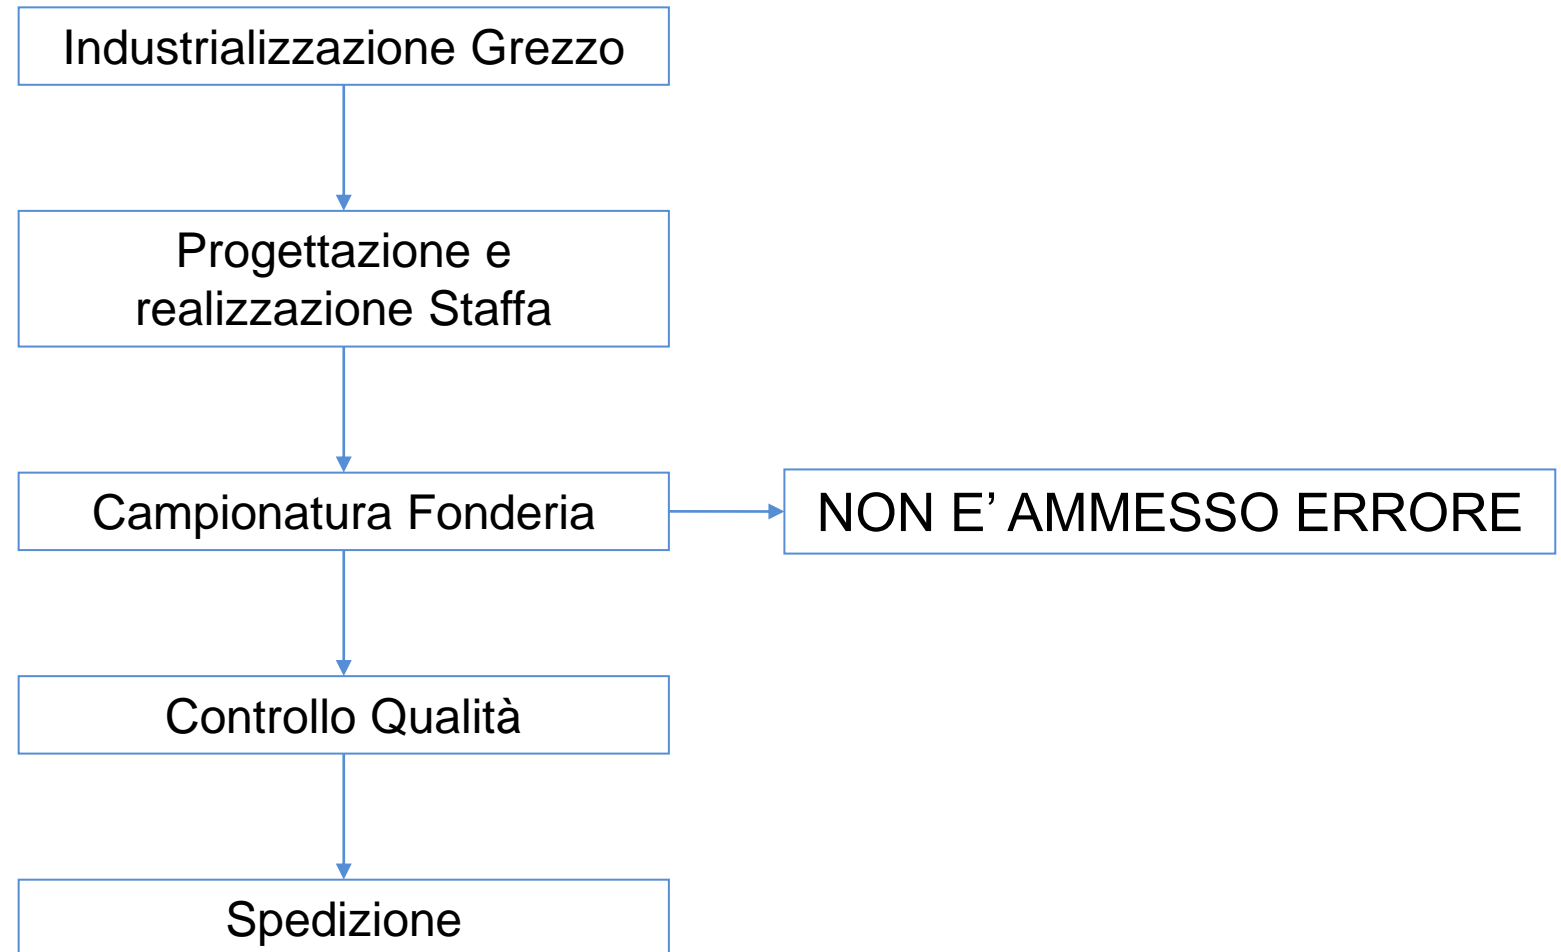 Industrializzazione Grezzo
Progettazione e
realizzazione Staffa
Campionatura Fonderia
NON E’ AMMESSO ERRORE
Controllo Qualità
Spedizione